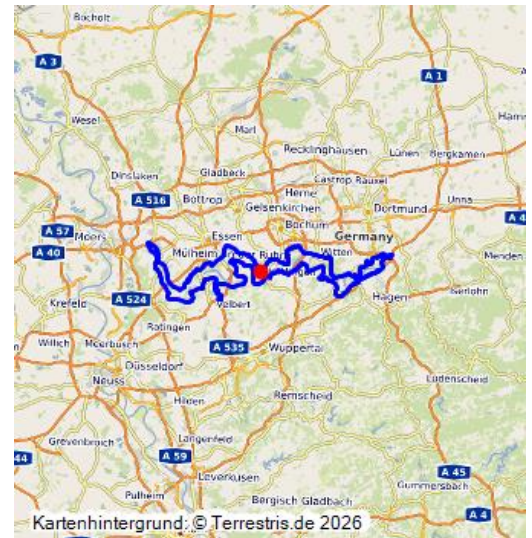 Bocholt
A 3
A 1
Wesel
Hamm
Marl
Recklinghausen
Lünen
Bergkamen
Dinslaken
Gladbeck
Castrop Rauxel
A 516
Bottrop
Herne
Unna
Gelsenkirchen
Dortmund
A 57
Bochum
Moers
Essen
Germany
A 40
Mülheim
Witten
Menden
Krefeld
A 524
Hagen
Iserlohn
Velbert
Ratingen
Willich
Meerbusch
A 535
Wuppertal
Düsseldorf
Lüdenscheid
Neuss
Remscheid
Hilden
Grevenbroich
Langenfeld
A 59
A 45
44
Leverkusen
Gummersbach
Pulheim
Bergisch Gladbach
A 4
Kartenhintergrund: © Terrestris.de 2026